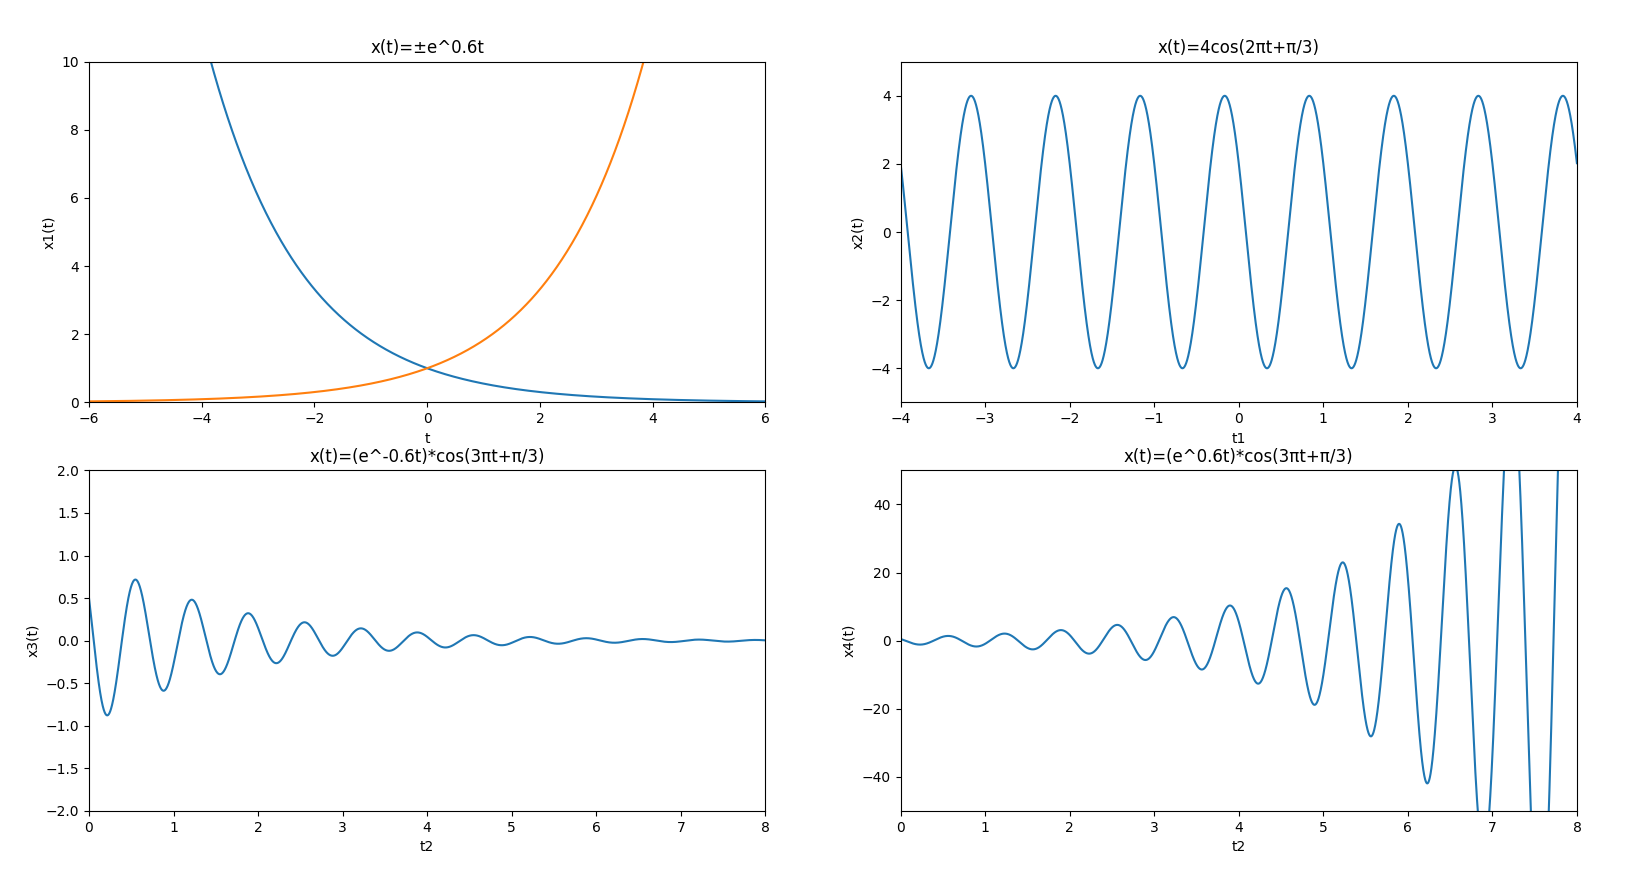 x(t)=±e^0.6t
10
8
6
4
2
0
x1(t)
−6 −4 −2 0 2 4 6
t
x(t)=4cos(2πt+π/3)
4
2
0
−2
−4
x2(t)
−4 −3 −2 −1 0 1 2 3 4
t1
x(t)=(e^-0.6t)*cos(3πt+π/3)
2.0
1.5
1.0
0.5
0.0
−0.5
−1.0
−1.5
−2.0
x3(t)
0 1 2 3 4 5 6 7 8
t2
x(t)=(e^0.6t)*cos(3πt+π/3)
40
20
0
−20
−40
x4(t)
0 1 2 3 4 5 6 7 8
t2